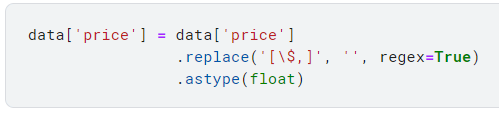 data['price'] = data['price']
.replace('[\$,]', '', regex=True)
.astype(float)